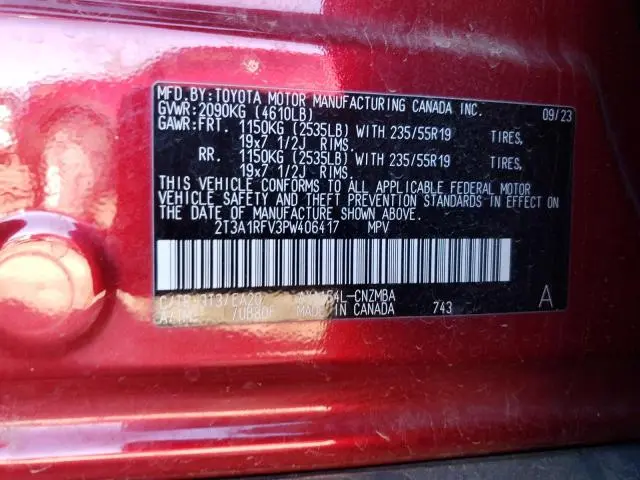 MFD.BY:TOYOTA MOTOR MANUFACTURING CANADA INC. 09/23
GVWR:2090KG (4610LB)
GAWR:FRT. 1150KG (2535LB) WITH 235/55R19 TIRES,
19x7 1/2J RIMS.
RR. 1150KG (2535LB) WITH 235/55R19 TIRES,
19x7 1/2J RIMS.
THIS VEHICLE CONFORMS TO ALL APPLICABLE FEDERAL MOTOR
VEHICLE SAFETY AND THEFT PREVENTION STANDARDS IN EFFECT
ON THE DATE OF MANUFACTURE SHOWN ABOVE.
2T3A1RFV3PW406417 MPV
C/TR:3T3/EA20 A
MADE IN CANADA 743